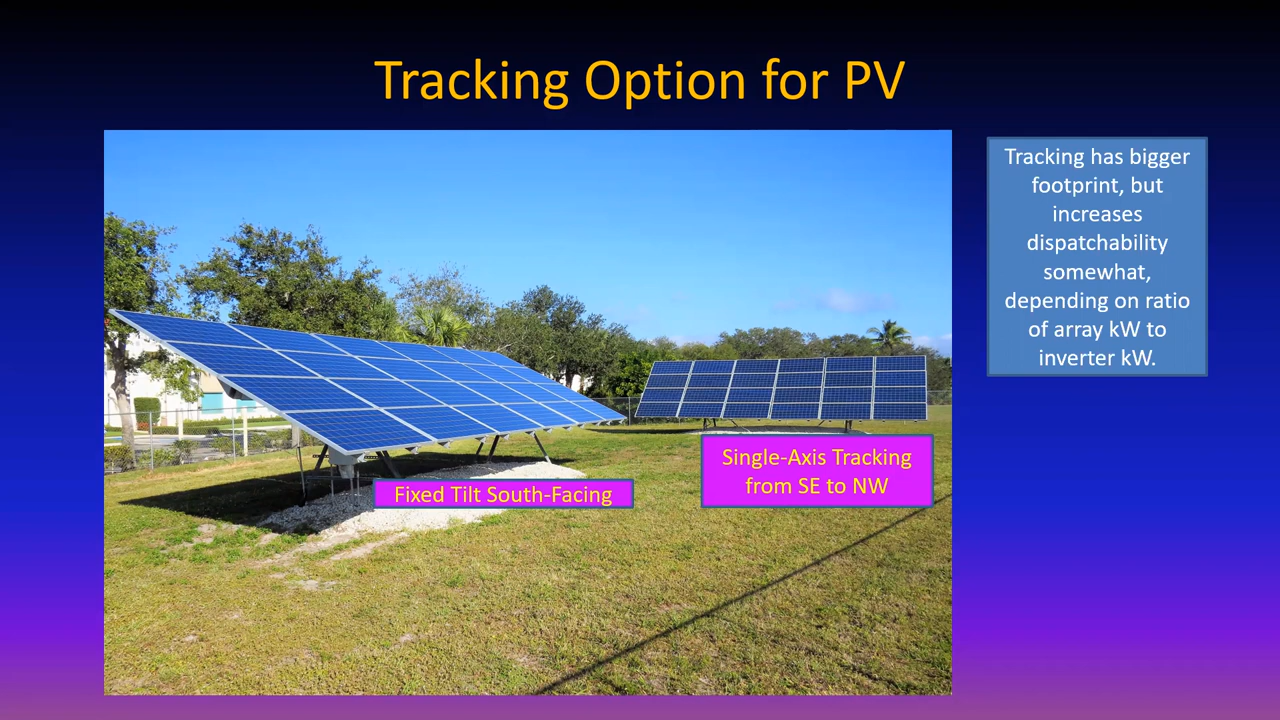 Tracking Option for PV
Tracking has bigger
footprint, but
increases
dispatchability
somewhat,
depending on ratio
of array kW to
inverter kW.
Single-Axis Tracking
from SE to NW
Fixed Tilt South-Facing